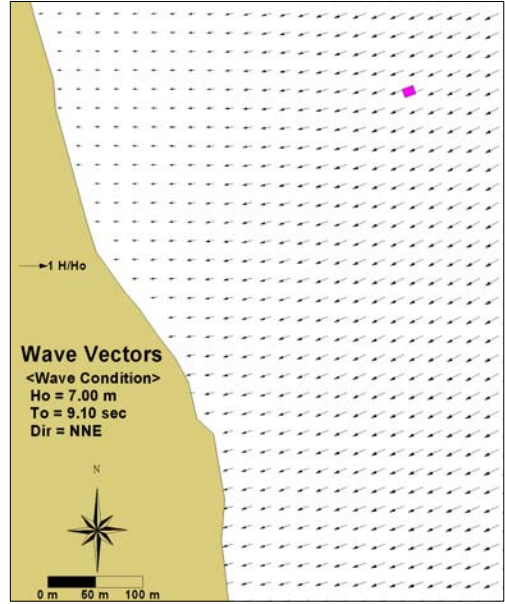 1 H/Ho
Wave Vectors
<Wave Condition>
Ho = 7.00 m
To = 9.10 sec
Dir = NNE
N
0 m 50 m 100 m